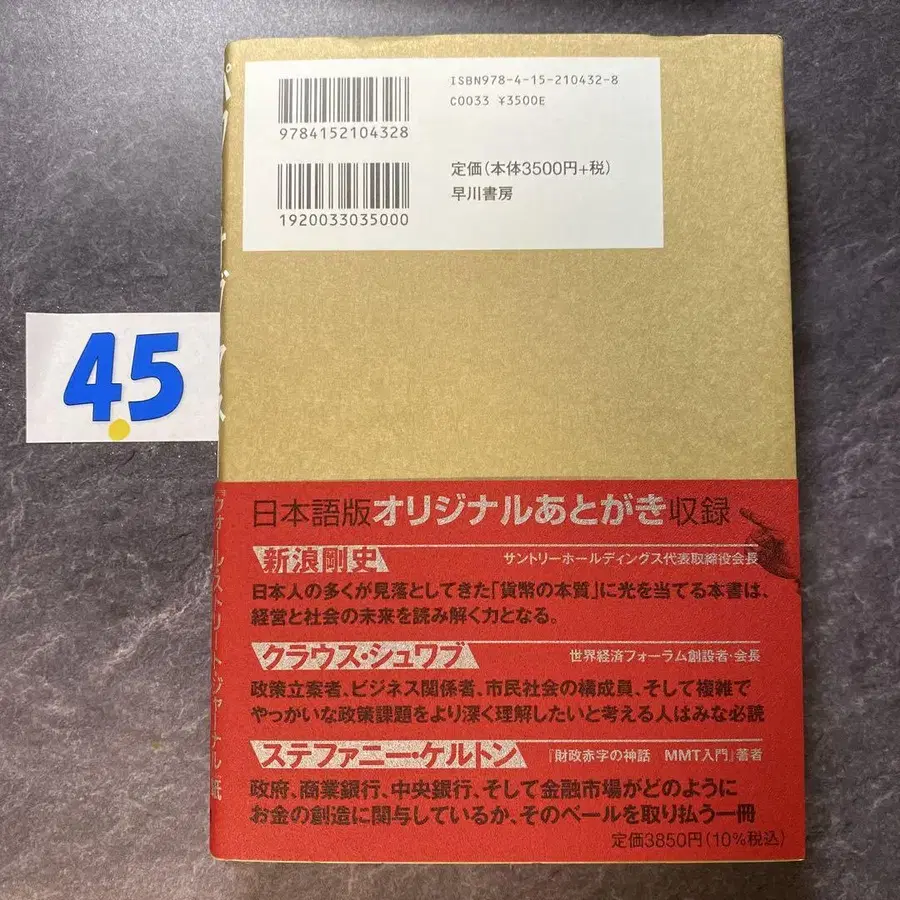 ISBN978-4-15-210432-8
C0033 ¥3500E
9784152104328
定価(本体3500円+税)
早川書房
1920033035000
45
日本語版オリジナルあとがき収録
新浪剛史 サントリーホールディングス代表取締役会長
日本人の多くが見落としてきた「貨幣の本質」に光を当てる本書は、
経営と社会の未来を読み解く力となる。
クラウス・シュワブ 世界経済フォーラム創設者・会長
政策立案者、ビジネス関係者、市民社会の構成員、そして複雑で
やっかいな政策課題をより深く理解したいと考える人はみな必読
ステファニー・ケルトン 『財政赤字の神話 MMT入門』著者
政府、商業銀行、中央銀行、そして金融市場がどのように
お金の創造に関与しているか、そのベールを取り払う一冊
定価3850円(10%税込)